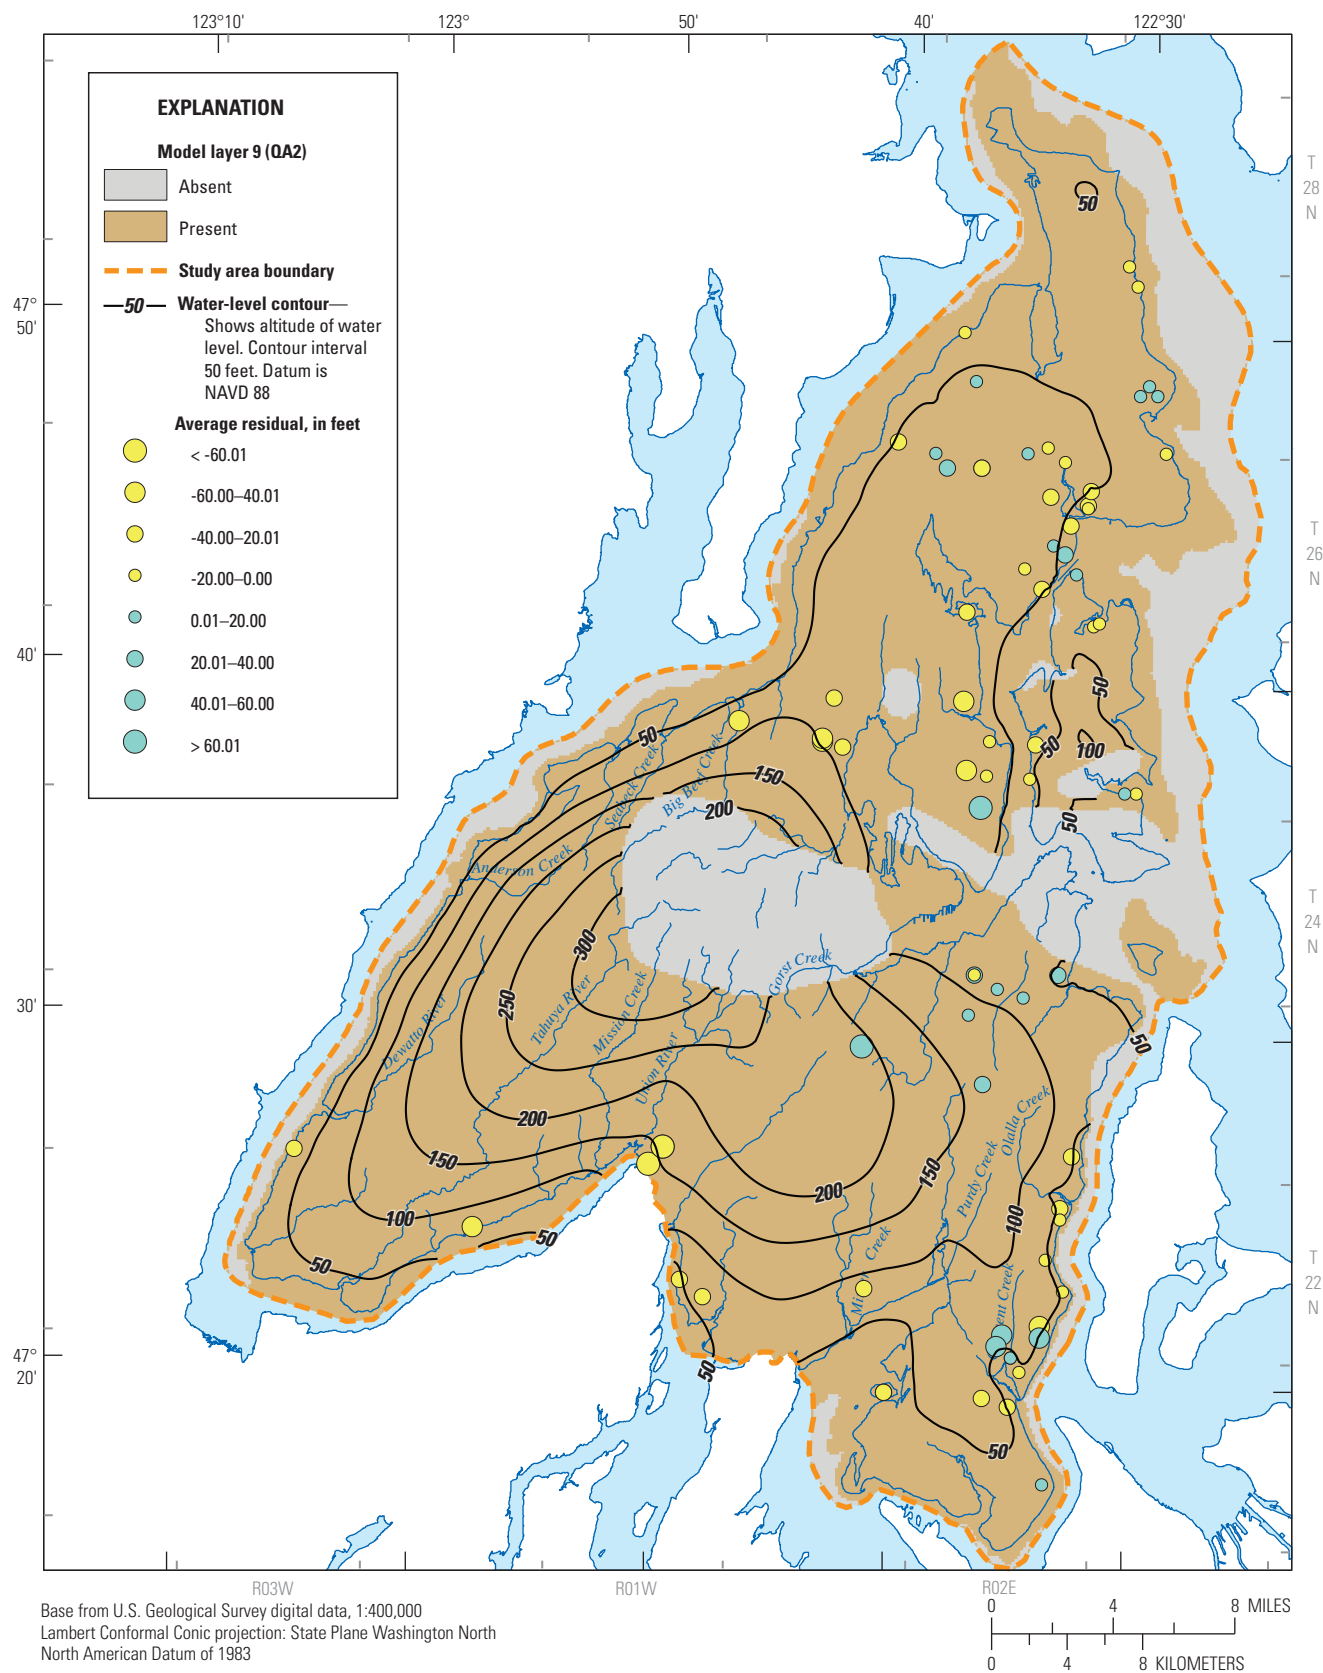 123°10'
123°
50'
40'
122°30'
EXPLANATION
Model layer 9 (QA2)
Absent
Present
Study area boundary
50
Water-level contour—
Shows altitude of water
level. Contour interval
50 feet. Datum is
NAVD 88
Average residual, in feet
< -60.01
-60.00–40.01
-40.00–20.01
-20.00–0.00
0.01–20.00
20.01–40.00
40.01–60.00
> 60.01
T
28
N
50
47°
50'
T
26
N
40'
50
50
50
100
Seabeck Creek
Big Beef Creek
150
200
50
Anderson Creek
T
24
N
300
Gorst Creek
250
Tahuya River
Mission Creek
Dewatto River
Union River
30'
50
200
Olalla Creek
150
150
Purdy Creek
200
100
100
50
50
Creek
ent Creek
T
22
N
47°
20'
50
50
R03W
R01W
R02E
Base from U.S. Geological Survey digital data, 1:400,000
Lambert Conformal Conic projection: State Plane Washington North
North American Datum of 1983
0 4 8 MILES
0 4 8 KILOMETERS